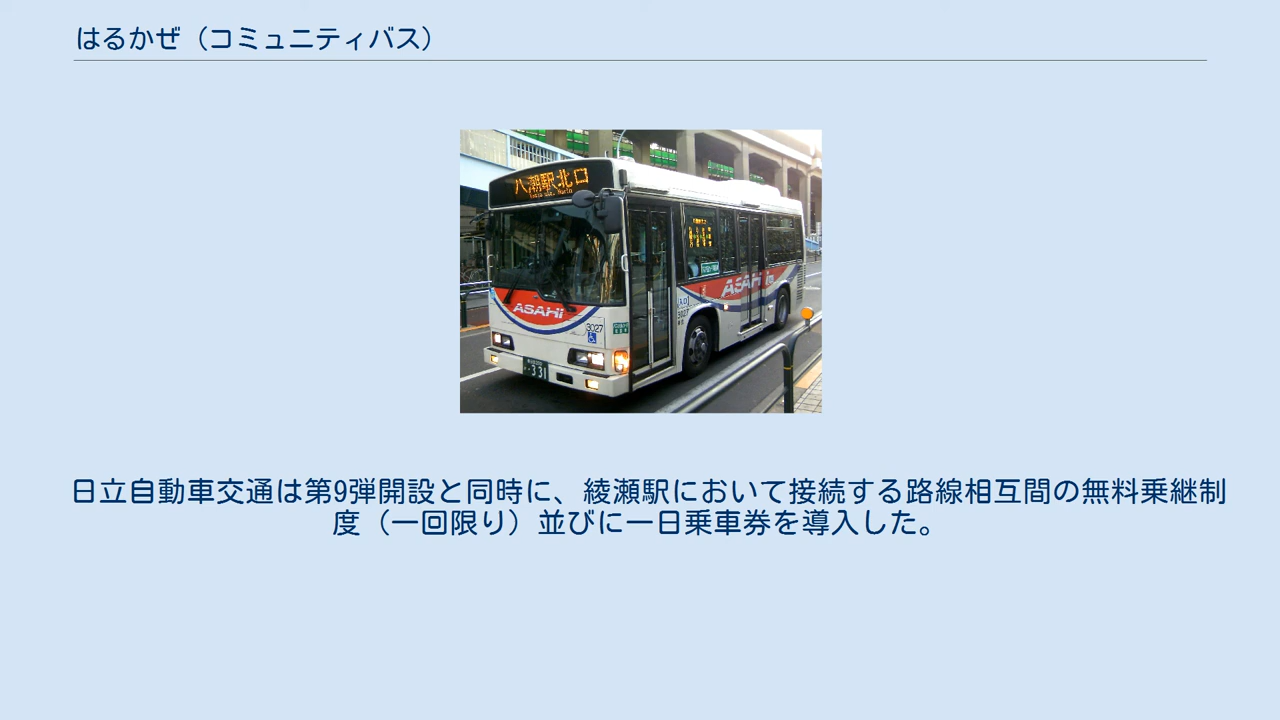 はるかぜ（コミュニティバス）
八潮駅北口
ASAHI
ASAHI
3027
3027
331
日立自動車交通は第9弾開設と同時に、綾瀬駅において接続する路線相互間の無料乗継制
度（一回限り）並びに一日乗車券を導入した。